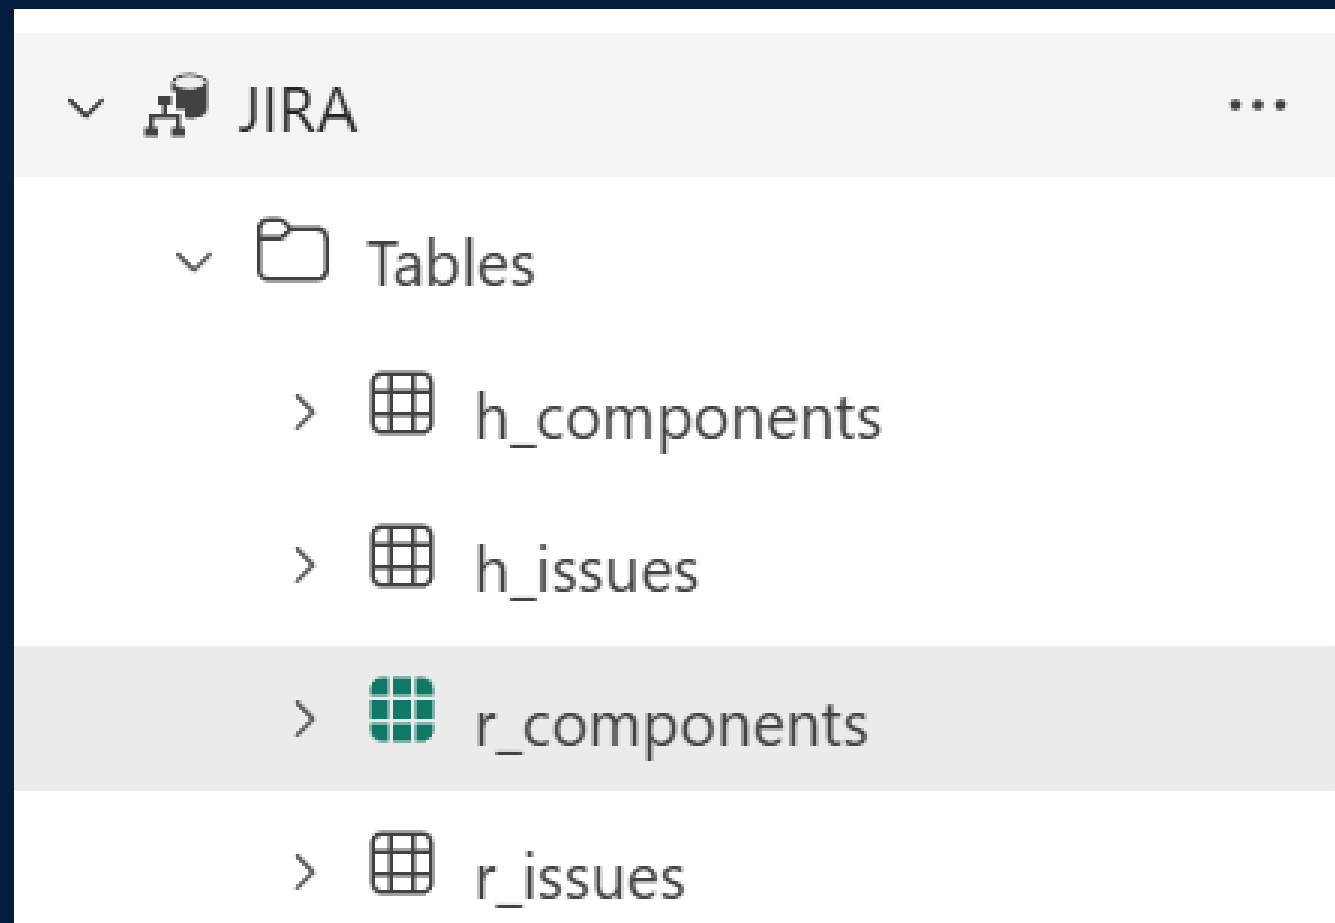 JIRA
Tables
h_components
h_issues
r_components
r_issues